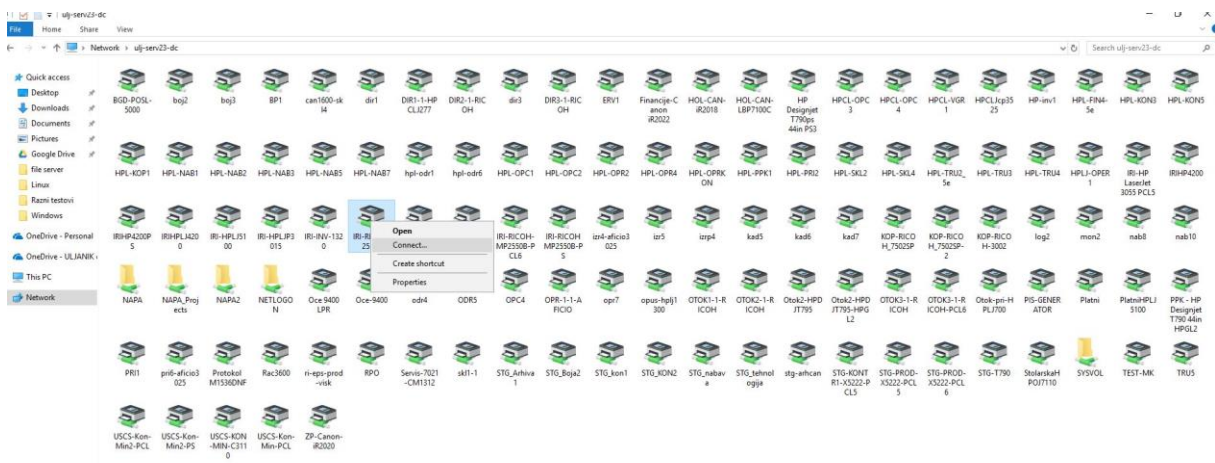 ulj-serv23-dc
File Home Share View
Network › ulj-serv23-dc
Search ulj-serv23-dc
Quick access
Desktop
Downloads
Documents
Pictures
Google Drive
file server
Linux
Razni testovi
Windows
OneDrive - Personal
OneDrive - ULJANIK
This PC
Network
BGD-POSL- boj2 boj3 BP1 can1600-sk dir1 DIR1-1-HP DIR2-1-RIC dir3 DIR3-1-RIC ERV1 Financije-C HOL-CAN- HOL-CAN- HP HPCL-OPC HPCL-OPC HPCL-VGR HPCLJcp35 HP-inv1 HPL-FIN4- HPL-KON3 HPL-KON5
5000 l4 CLJ277 OH OH anon iR2018 LBP7100C Designjet 3 4 1 25 5e
iR2022 T790ps
44in PS3
HPL-KOP1 HPL-NAB1 HPL-NAB2 HPL-NAB3 HPL-NAB5 HPL-NAB7 hpl-odr1 hpl-odr6 HPL-OPC1 HPL-OPC2 HPL-OPR2 HPL-OPR4 HPL-OPRK HPL-PPK1 HPL-PRI2 HPL-SKL2 HPL-SKL4 HPL-TRU2_ HPL-TRU3 HPL-TRU4 HPLJ-OPER IRI-HP IRIHP4200
ON 5e 1 LaserJet
3055 PCL5
IRIHP4200P IRIHPLJ420 IRI-HPLJ51 IRI-HPLJP3 IRI-INV-132 IRI-RICOH- IRI-RICOH izr4-aficio3 izr5 izrp4 kad5 kad6 kad7 KOP-RICO KOP-RICO KOP-RICO log2 mon2 nab8 nab10
S 0 00 015 0 25 MP2550B-P MP2550B-P 025 H_7502SP H_7502SP- H-3002
CL6 S 2
Open
Connect...
Create shortcut
Properties
NAPA NAPA_Proj NAPA2 NETLOGO Oce 9400 Oce-9400 odr4 ODR5 OPC4 OPR-1-1-A opr7 opus-hplj1 OTOK1-1-R OTOK2-1-R Otok2-HPD Otok2-HPD OTOK3-1-R OTOK3-1-R Otok-pri-H PIS-GENER Platni PlatniHPLJ PPK - HP
ects N LPR FICIO 300 ICOH ICOH JT795 JT795-HPG ICOH ICOH-PCL6 PLJ700 ATOR 5100 Designjet
L2 T790 44in
HPGL2
PRI1 pri6-aficio3 Protokol Rac3600 ri-eps-prod RPO Servis-7021 skl1-1 STG_Arhiva STG_Boja2 STG_kon1 STG_KON2 STG_nabav STG_tehnol stg-arhcan STG-KONT STG-PROD- STG-PROD- STG-T790 StolarskaH SYSVOL TEST-MK TRU5
025 M1536DNF -visk -CM1312 1 a ogija R1-X5222-P X5222-PCL X5222-PCL POJ7110
CL5 5 6
USCS-Kon- USCS-Kon- USCS-KON USCS-Kon- ZP-Canon-
Min2-PCL Min2-PS -MIN-C311 Min-PCL iR2020
0